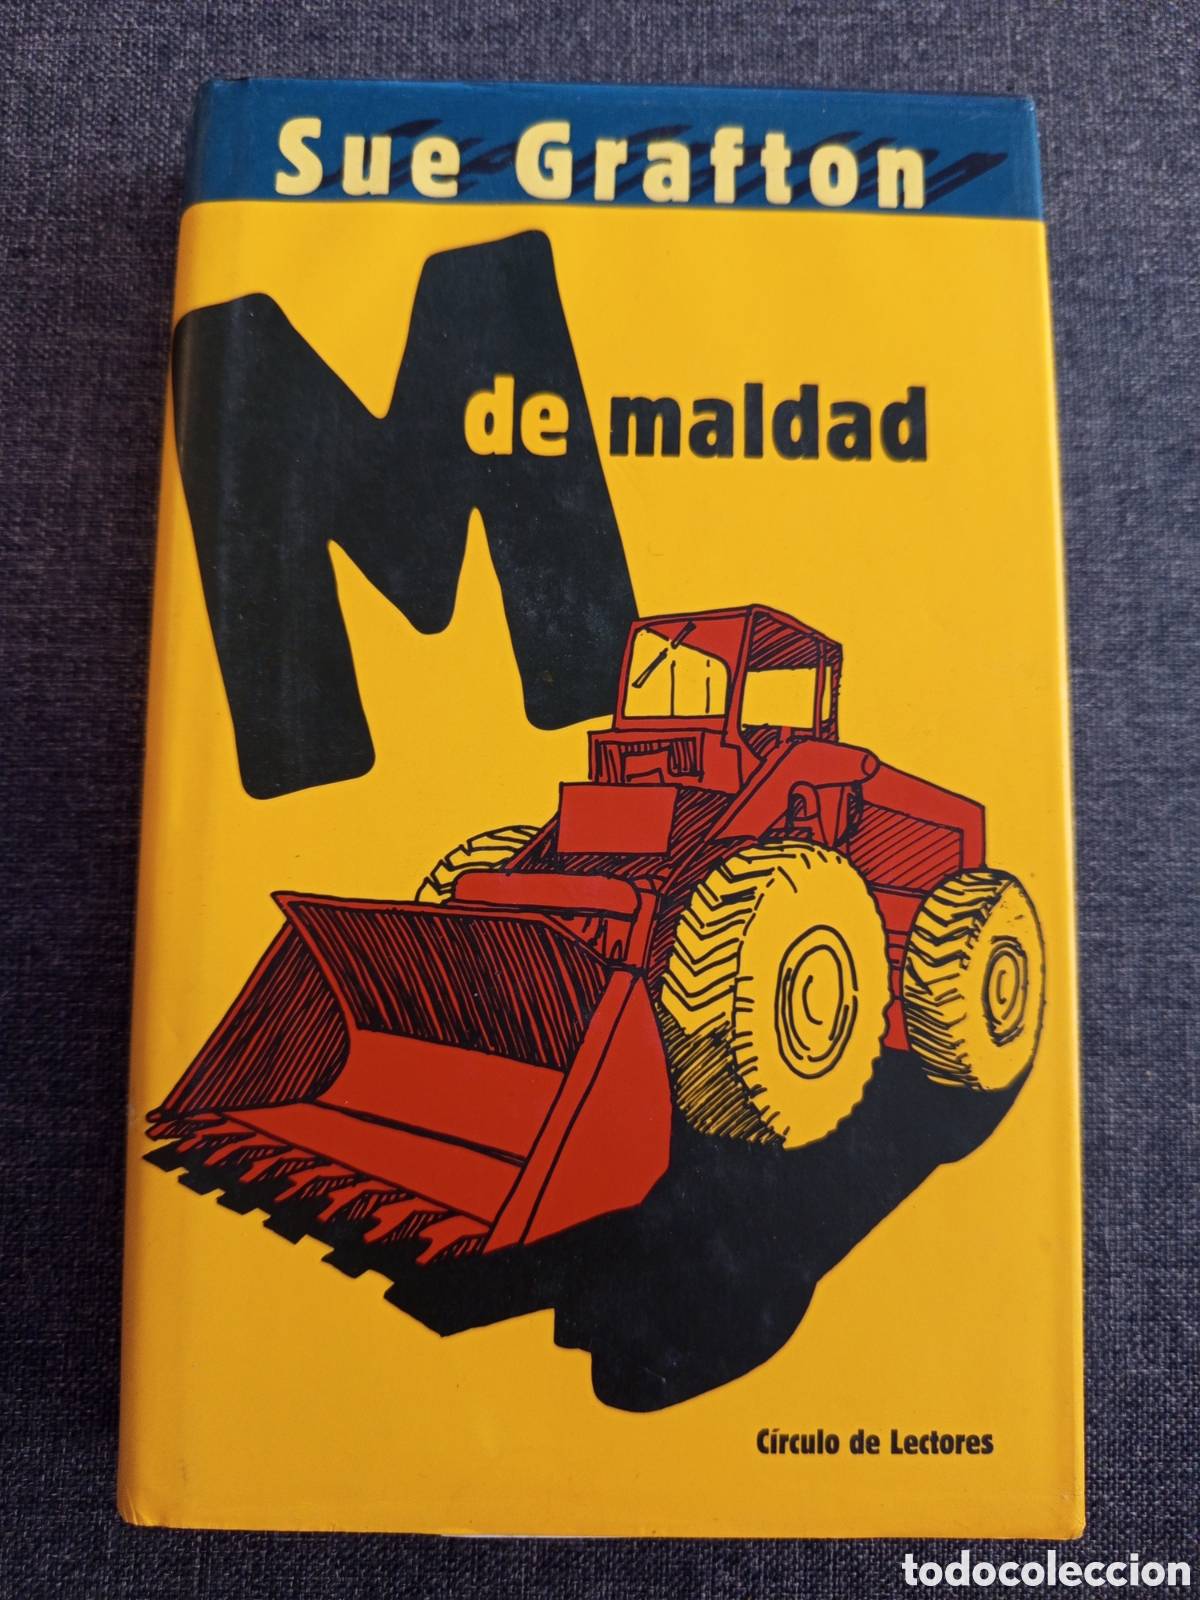 Sue Grafton
M de maldad
Círculo de Lectores
todocoleccion